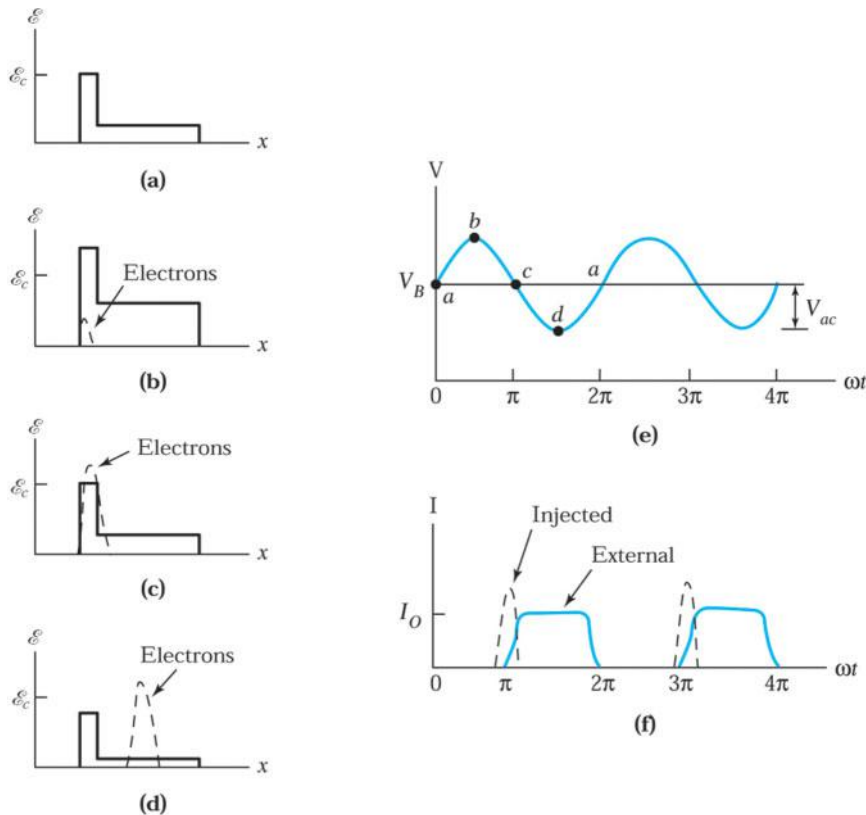 ℰ
ℰc
x
(a)
ℰ
ℰc
Electrons
x
(b)
ℰ
ℰc
Electrons
x
(c)
ℰ
ℰc
Electrons
x
(d)
V
b
VB
a
c
a
d
Vac
0
π
2π
3π
4π
ωt
(e)
I
Injected
External
IO
0
π
2π
3π
4π
ωt
(f)